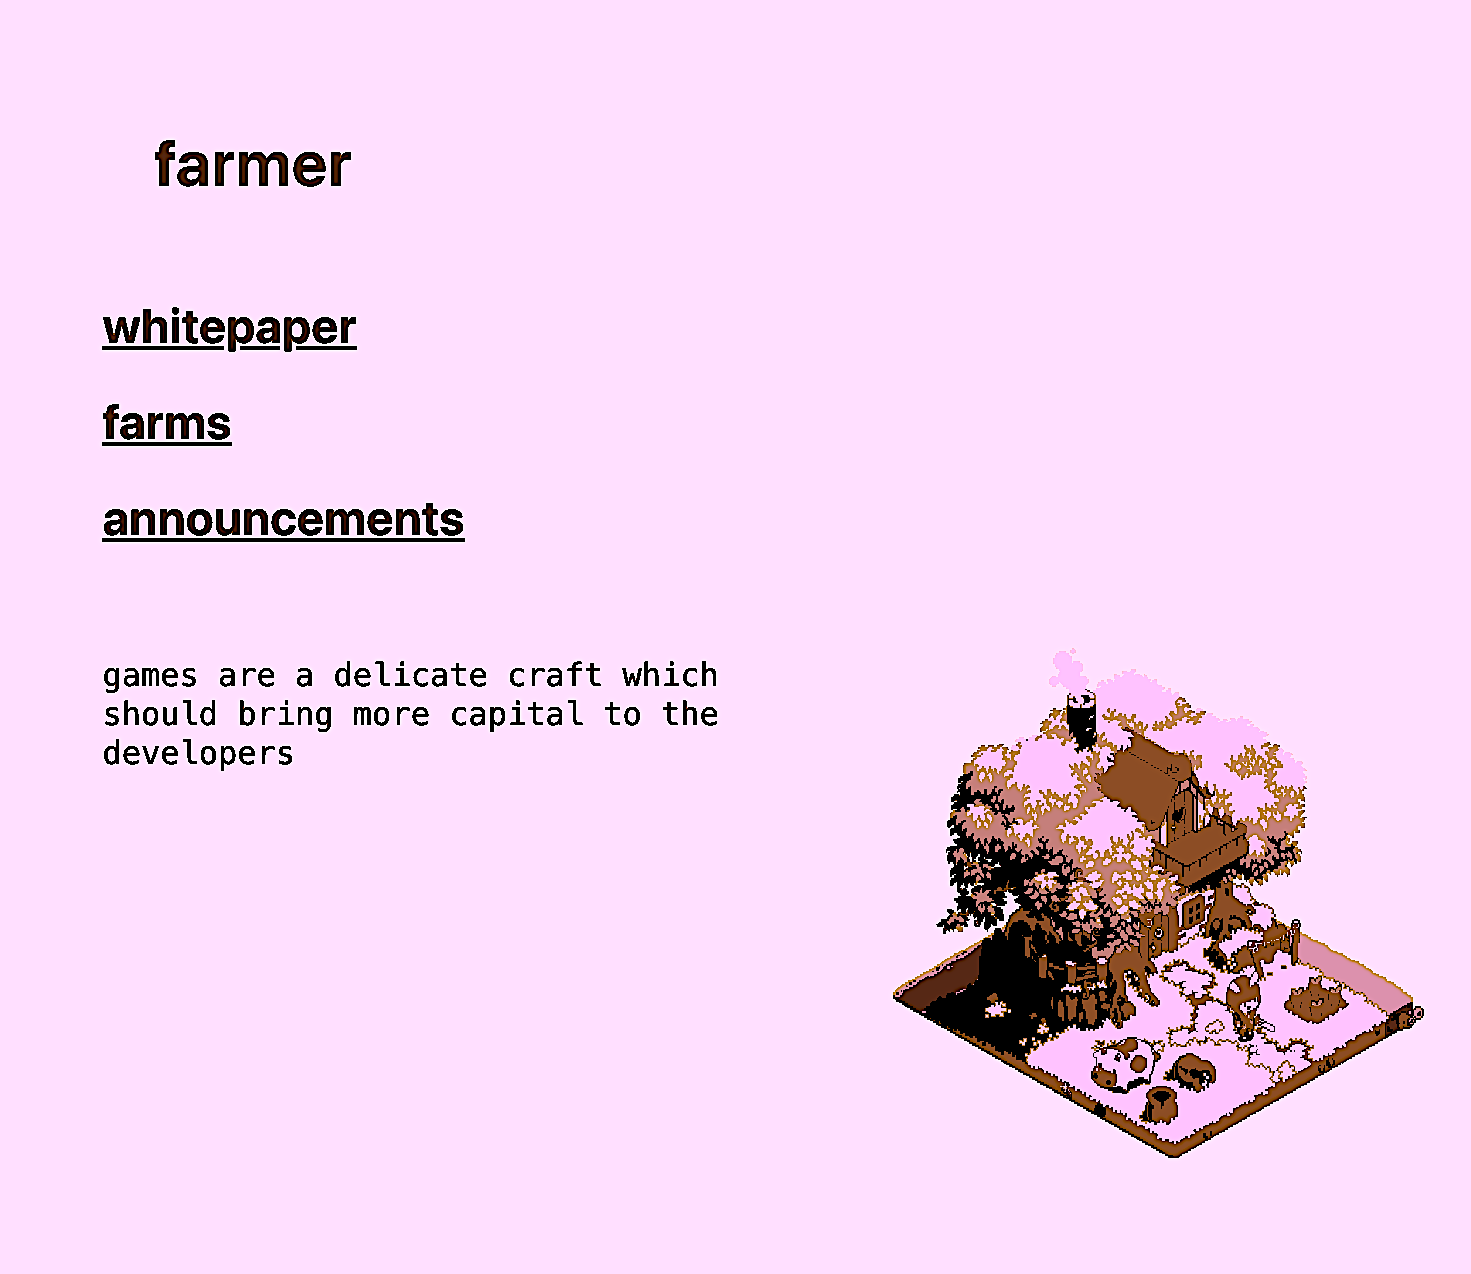 farmer
whitepaper
farms
announcements
games are a delicate craft which
should bring more capital to the
developers